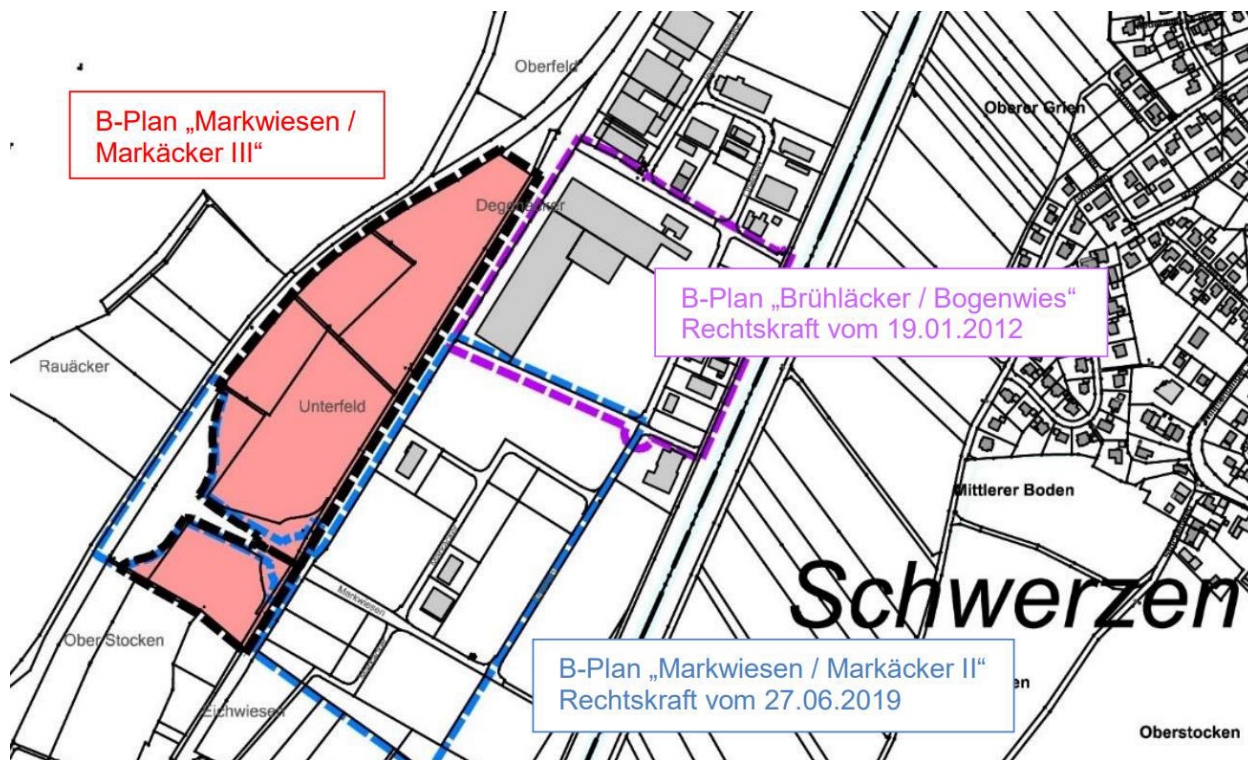 Oberfeld
B-Plan „Markwiesen /
Markäcker III“
Oberer Grien
Degenäcker
B-Plan „Brühläcker / Bogenwies“
Rechtskraft vom 19.01.2012
Rauäcker
Unterfeld
Mittlerer Boden
Schwerzen
Markwiesen
Ober Stocken
B-Plan „Markwiesen / Markäcker II“
Rechtskraft vom 27.06.2019
en
Eichwiesen
Oberstocken